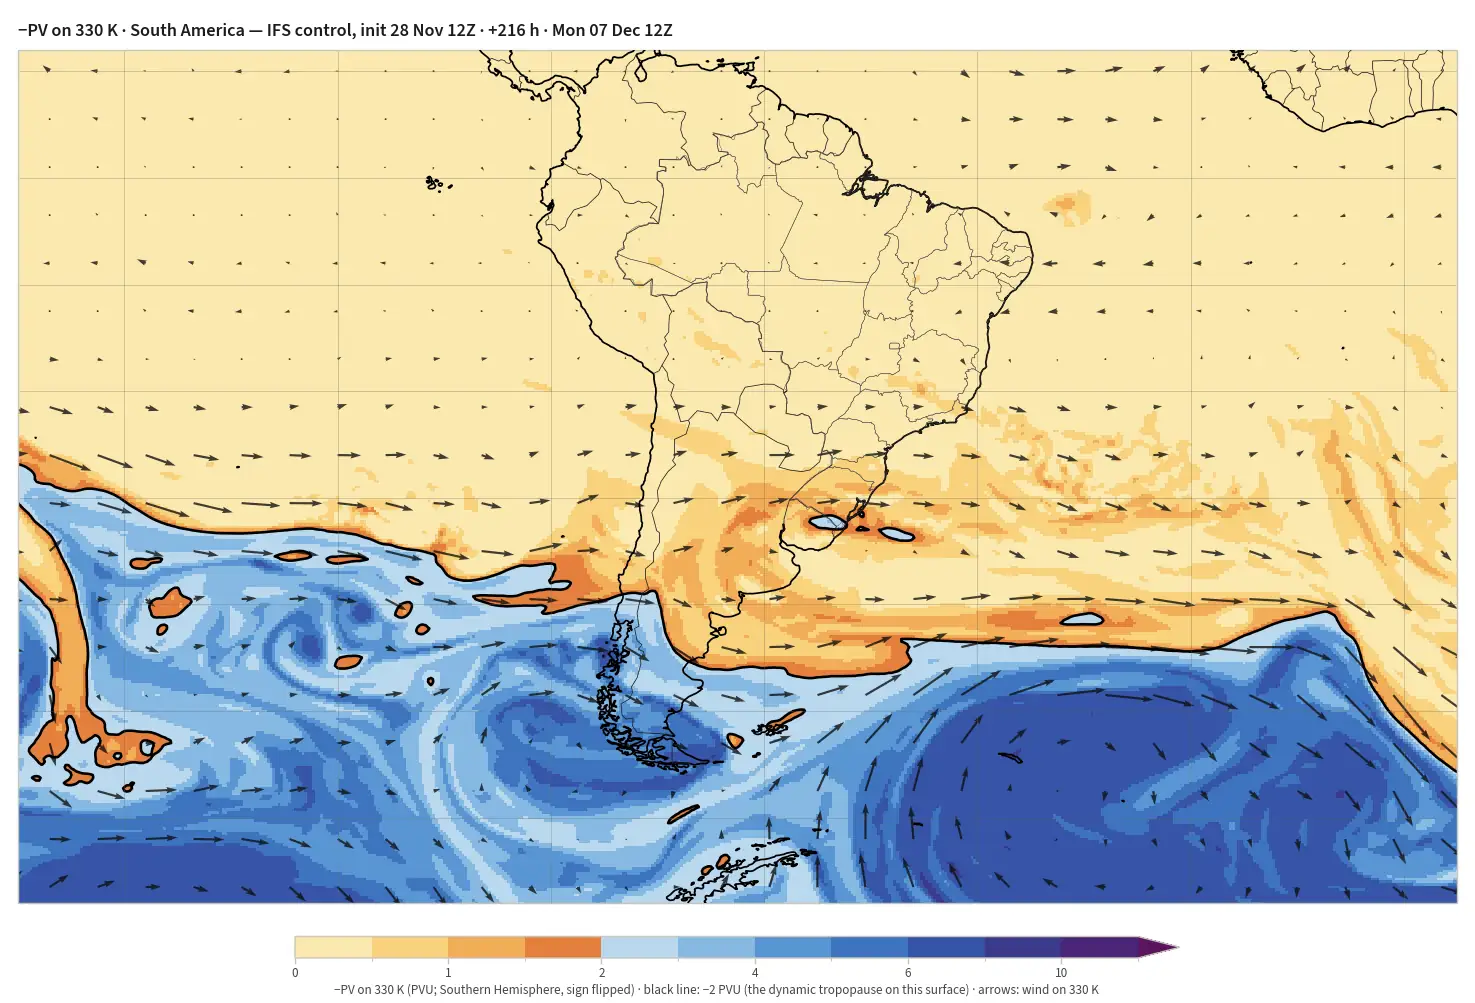 −PV on 330 K · South America — IFS control, init 28 Nov 12Z · +216 h · Mon 07 Dec 12Z
0 1 2 4 6 10
−PV on 330 K (PVU; Southern Hemisphere, sign flipped) · black line: −2 PVU (the dynamic tropopause on this surface) · arrows: wind on 330 K